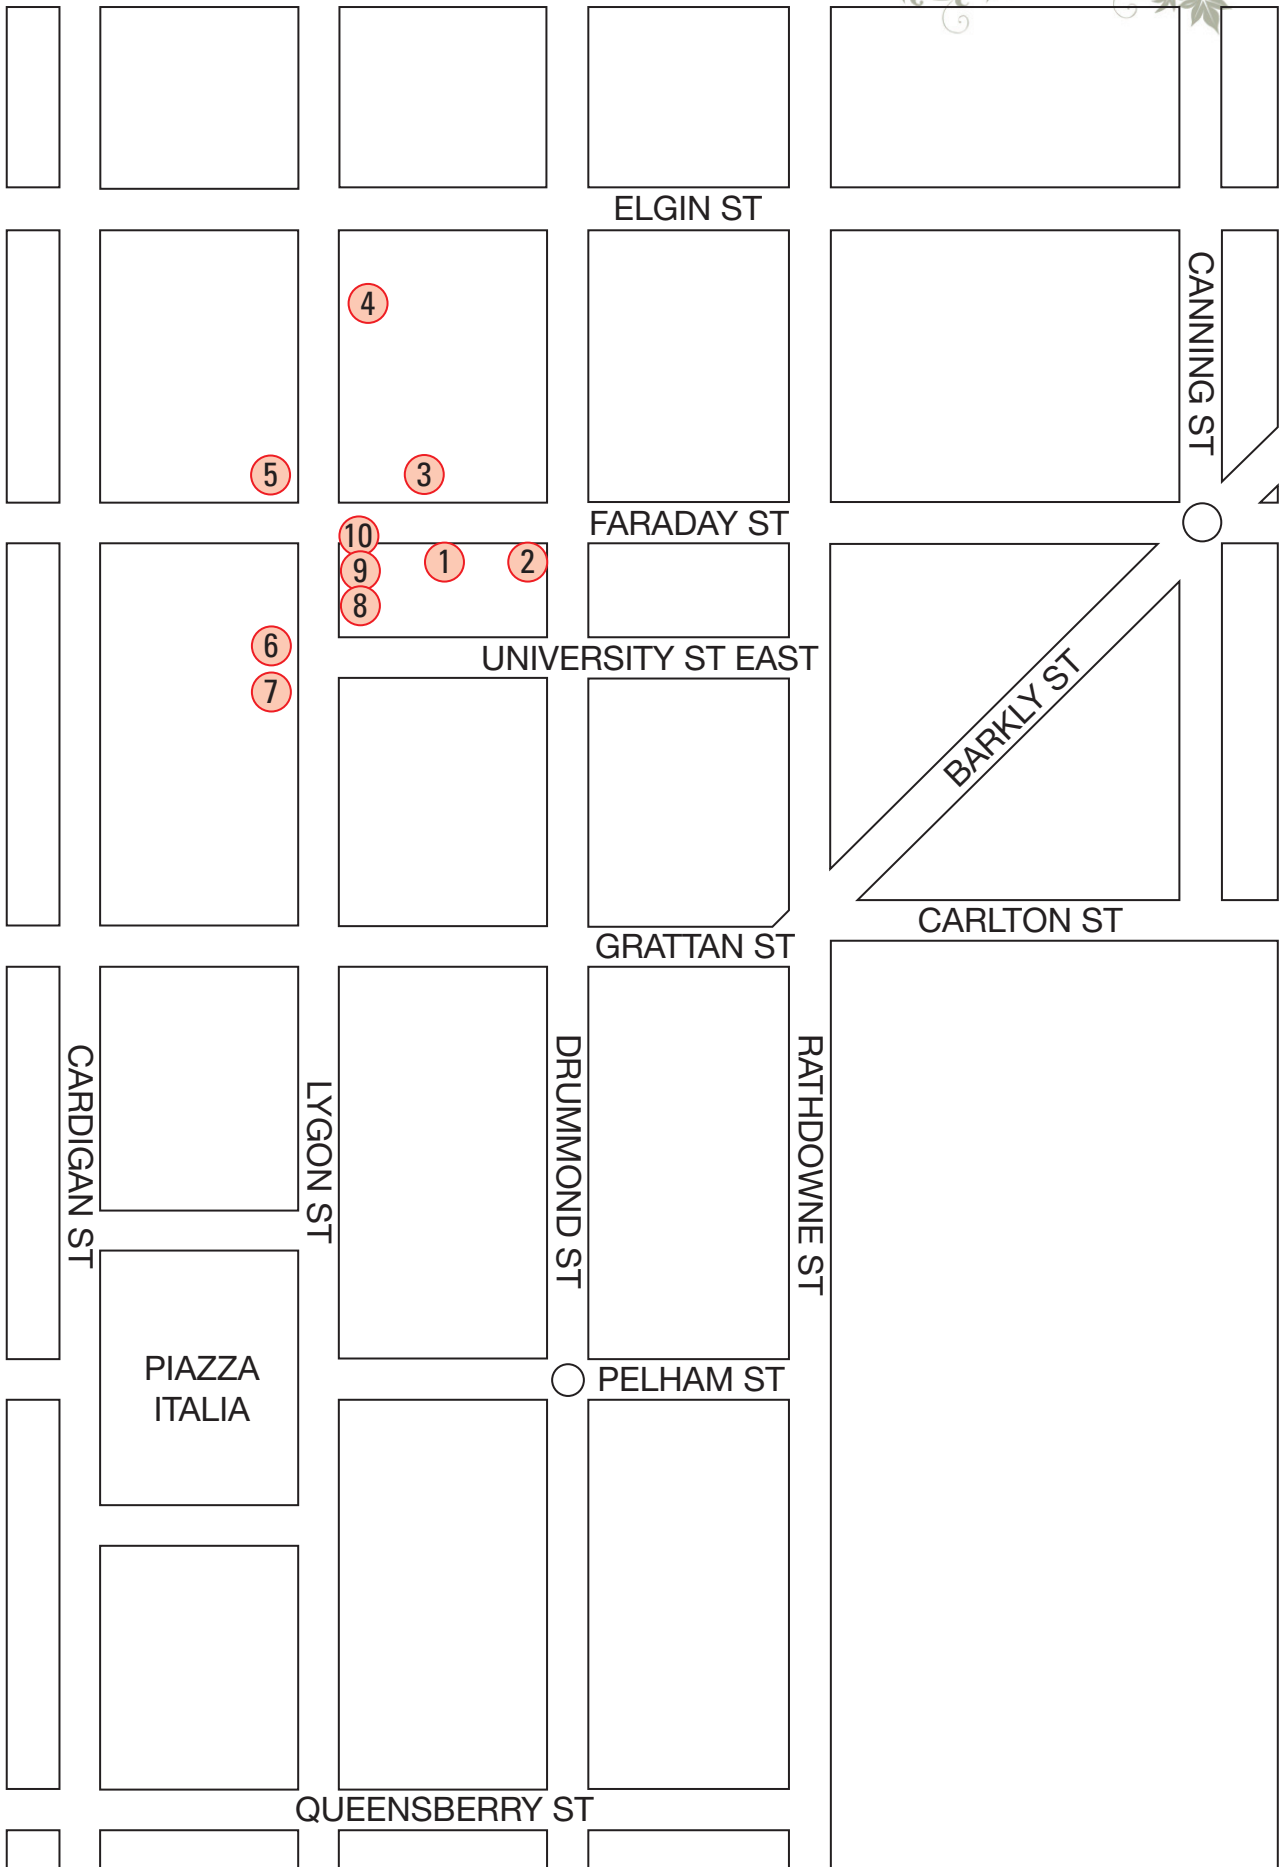 ELGIN ST
CANNING ST
4
5
3
FARADAY ST
10
9
8
1
2
6
7
UNIVERSITY ST EAST
BARKLY ST
CARLTON ST
GRATTAN ST
CARDIGAN ST
LYGON ST
DRUMMOND ST
RATHDOWNE ST
PIAZZA
ITALIA
PELHAM ST
QUEENSBERRY ST